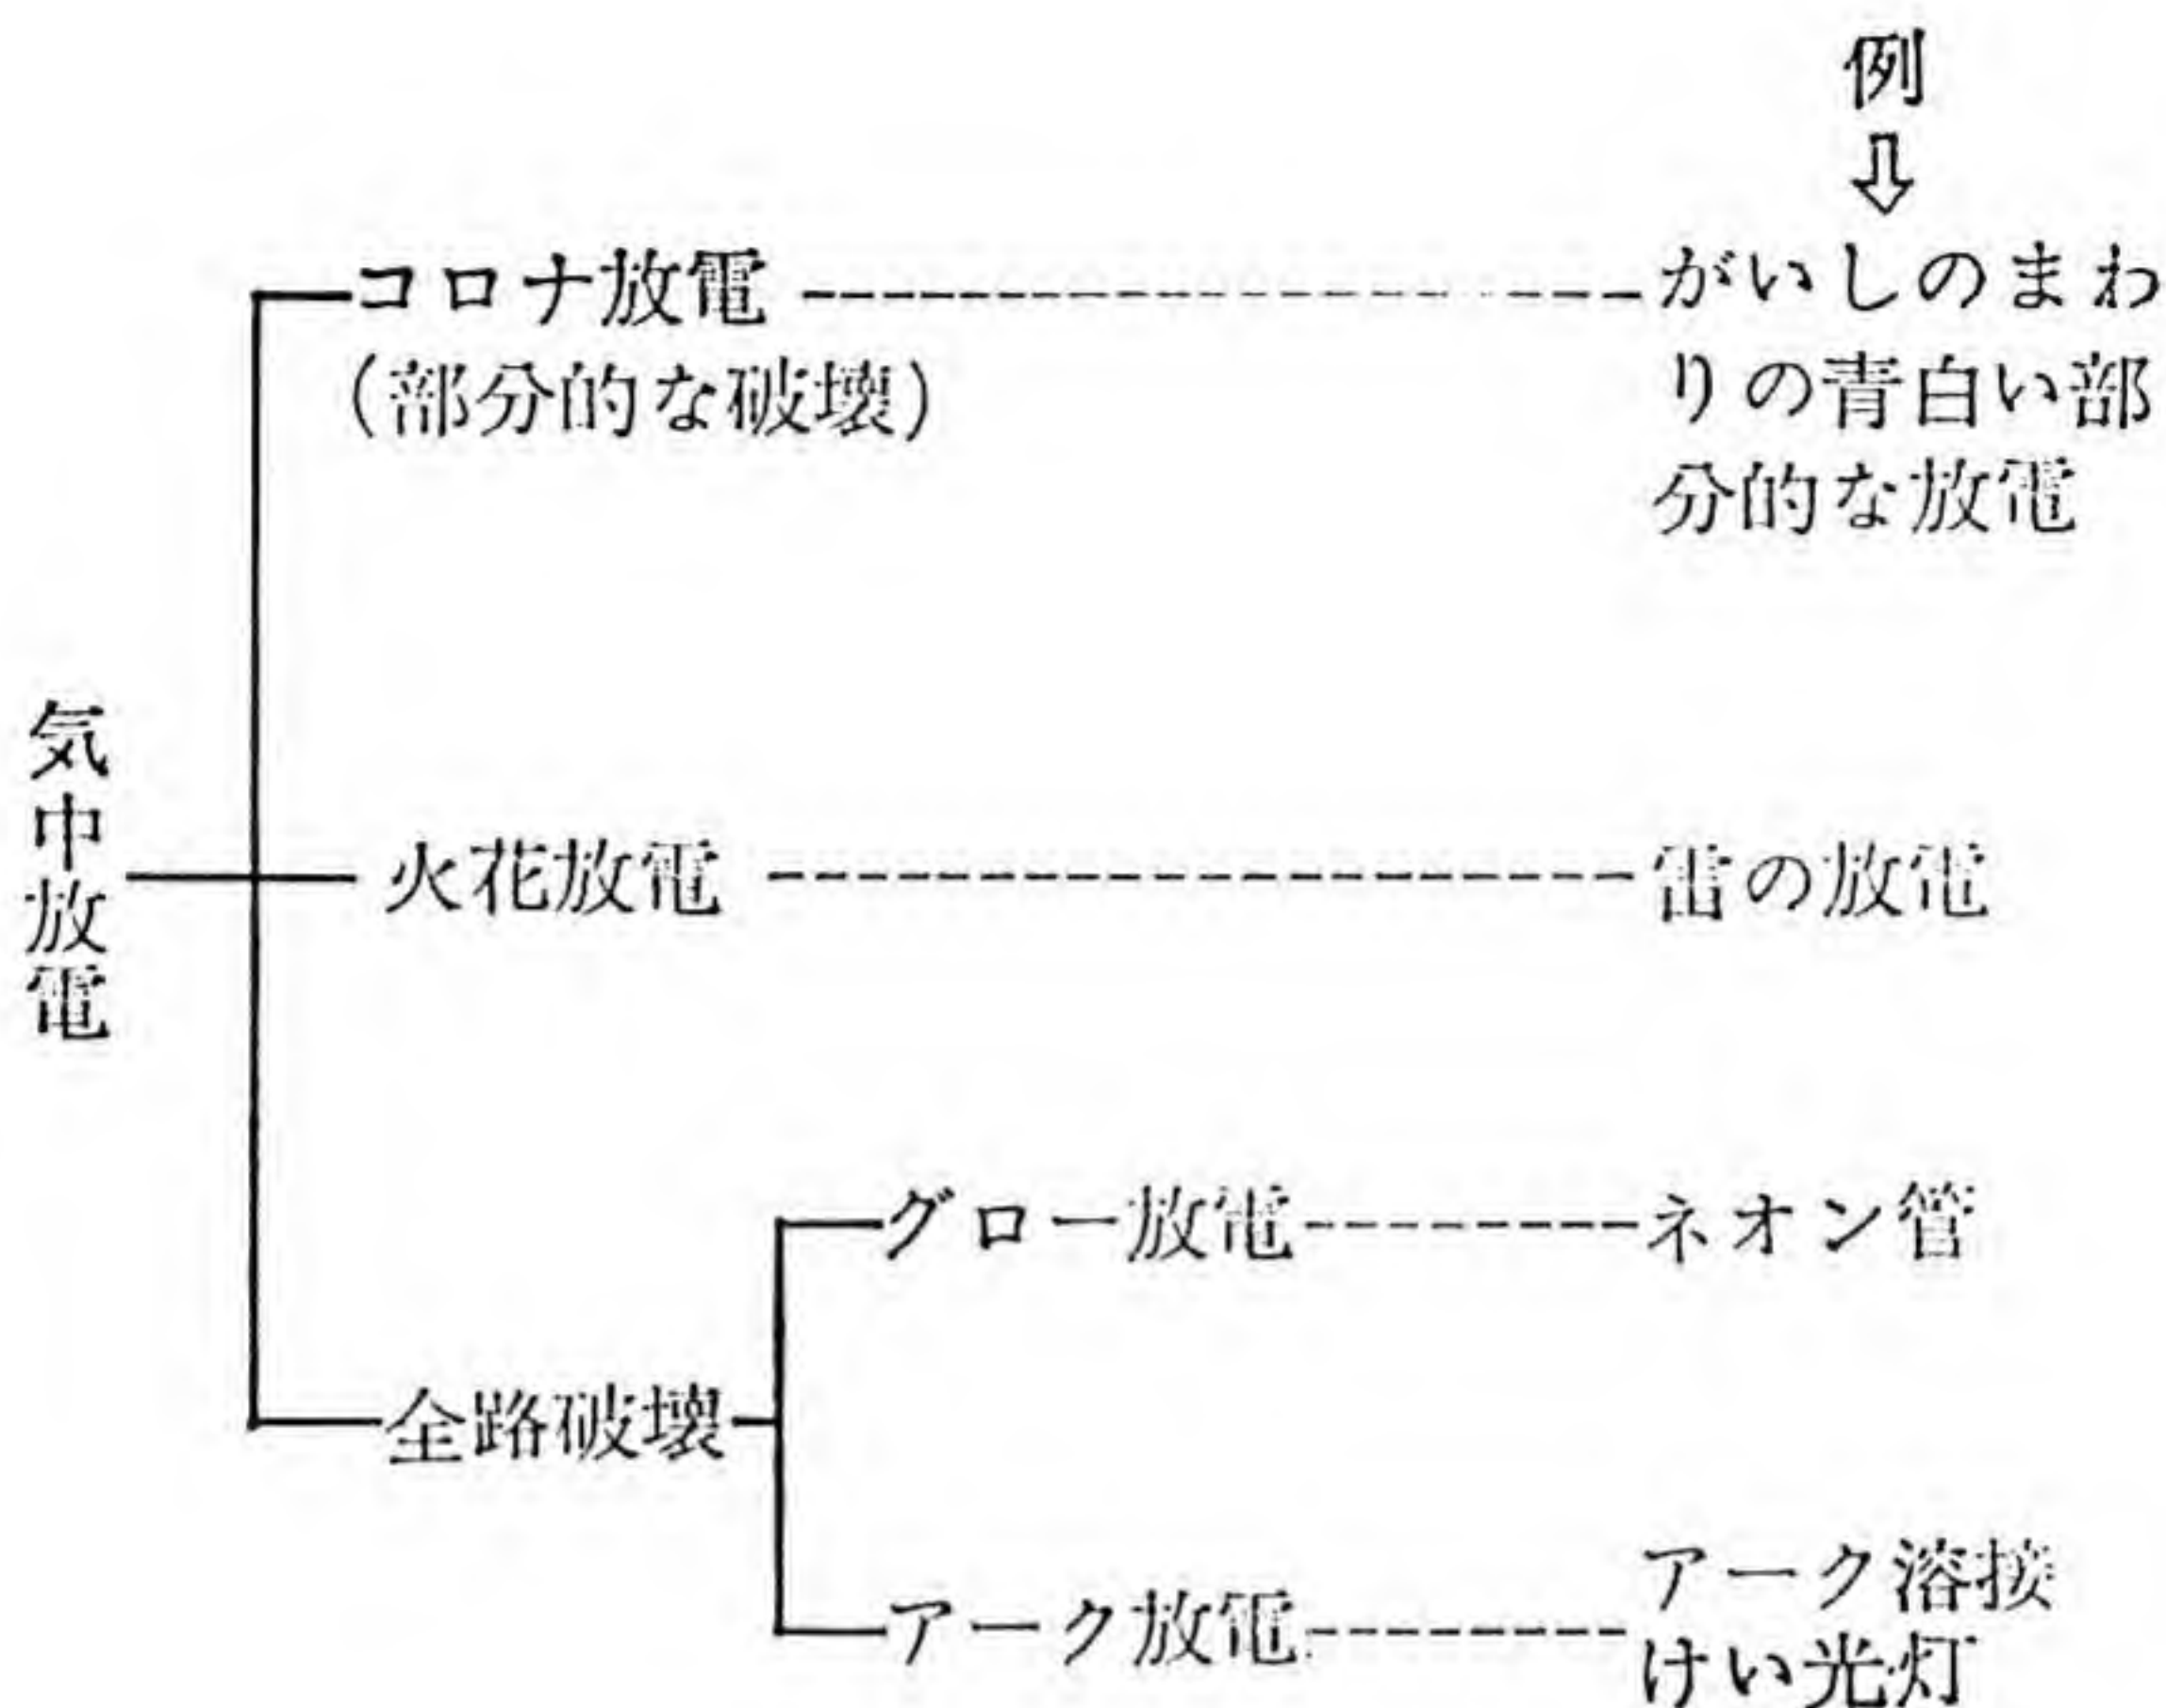 例
⇩
コロナ放電
がいしのまわ
(部分的な破壊)
りの青白い部
分的な放電
気中放電
火花放電
雷の放電
グロー放電
ネオン管
全路破壊
アーク放電
アーク溶接
けい光灯